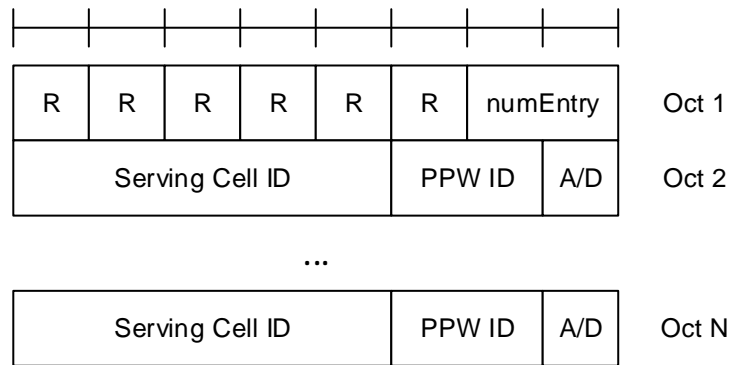 R R R R R R numEntry Oct 1
Serving Cell ID PPW ID A/D Oct 2
...
Serving Cell ID PPW ID A/D Oct N